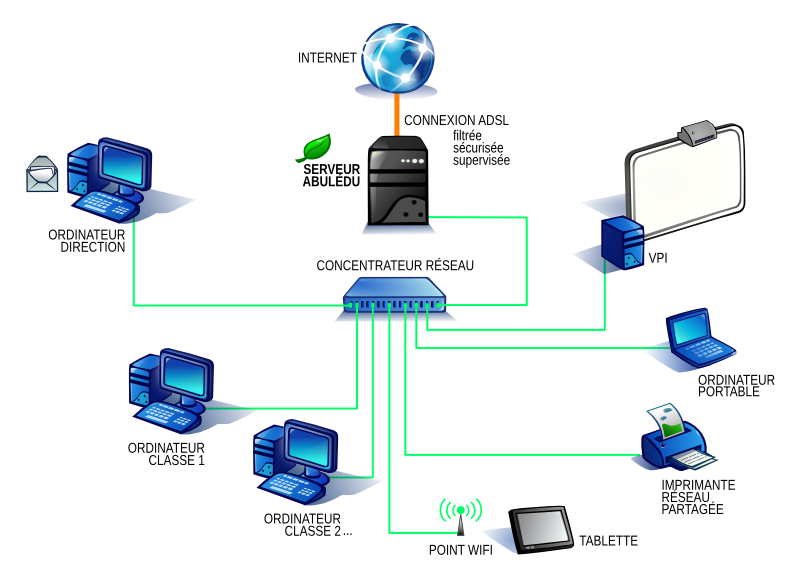 INTERNET
CONNEXION ADSL
filtrée
sécurisée
supervisée
SERVEUR
ABULÉDU
ORDINATEUR
DIRECTION
VPI
CONCENTRATEUR RÉSEAU
ORDINATEUR
PORTABLE
ORDINATEUR
CLASSE 1
IMPRIMANTE
RÉSEAU
PARTAGÉE
ORDINATEUR
CLASSE 2 ...
POINT WIFI
TABLETTE